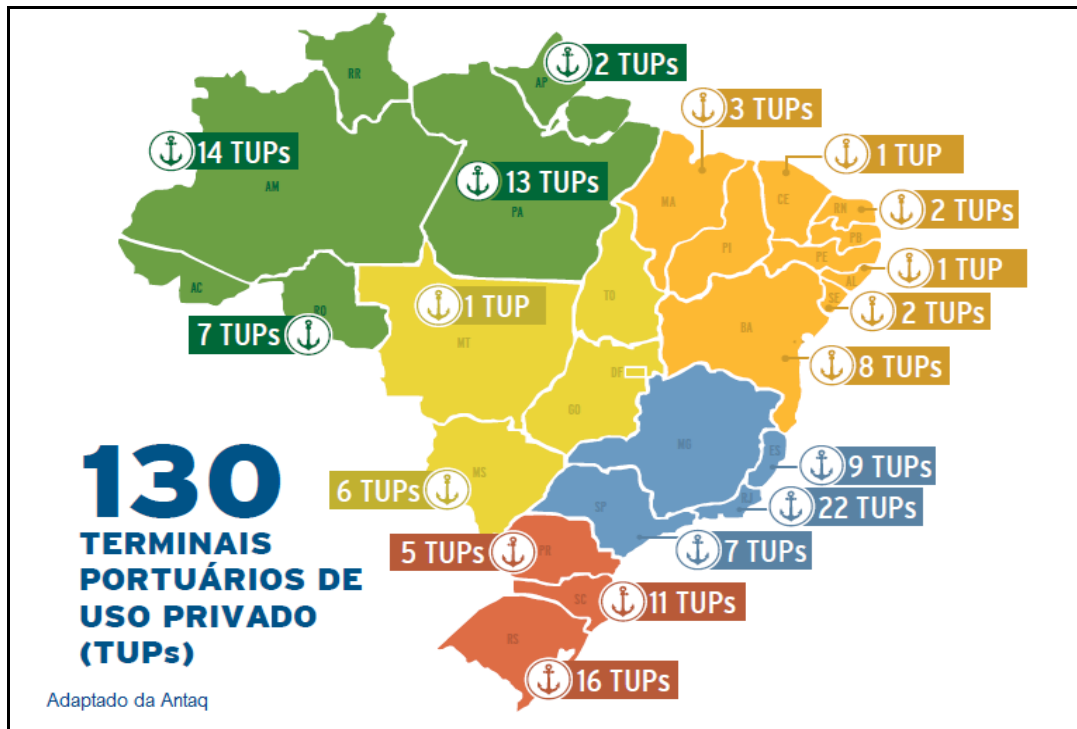 RR
AP
2 TUPs
3 TUPs
14 TUPs
AM
13 TUPs
PA
1 TUP
MA
CE
RN
2 TUPs
PI
PB
PE
1 TUP
AL
AC
RO
7 TUPs
1 TUP
MT
TO
SE
2 TUPs
BA
8 TUPs
DF
GO
MG
ES
9 TUPs
MS
6 TUPs
SP
RJ
22 TUPs
7 TUPs
130
TERMINAIS
PORTUÁRIOS DE
USO PRIVADO
(TUPs)
5 TUPs
PR
SC
11 TUPs
RS
16 TUPs
Adaptado da Antaq